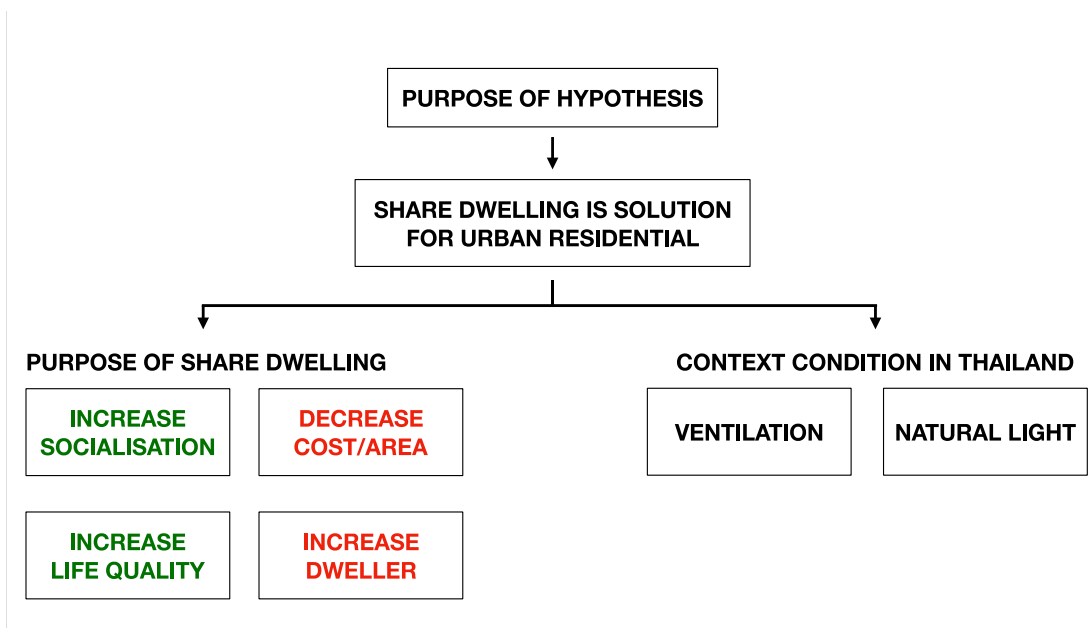 PURPOSE OF HYPOTHESIS
SHARE DWELLING IS SOLUTION
FOR URBAN RESIDENTIAL
PURPOSE OF SHARE DWELLING
INCREASE
SOCIALISATION
DECREASE
COST/AREA
INCREASE
LIFE QUALITY
INCREASE
DWELLER
CONTEXT CONDITION IN THAILAND
VENTILATION
NATURAL LIGHT